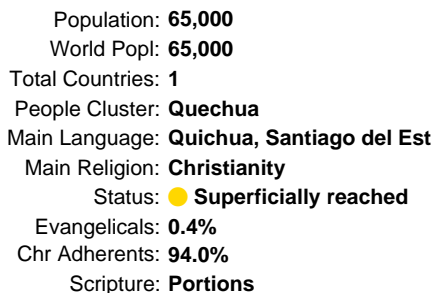 Population: 65,000
World Popl: 65,000
Total Countries: 1
People Cluster: Quechua
Main Language: Quichua, Santiago del Est
Main Religion: Christianity
Status: Superficially reached
Evangelicals: 0.4%
Chr Adherents: 94.0%
Scripture: Portions